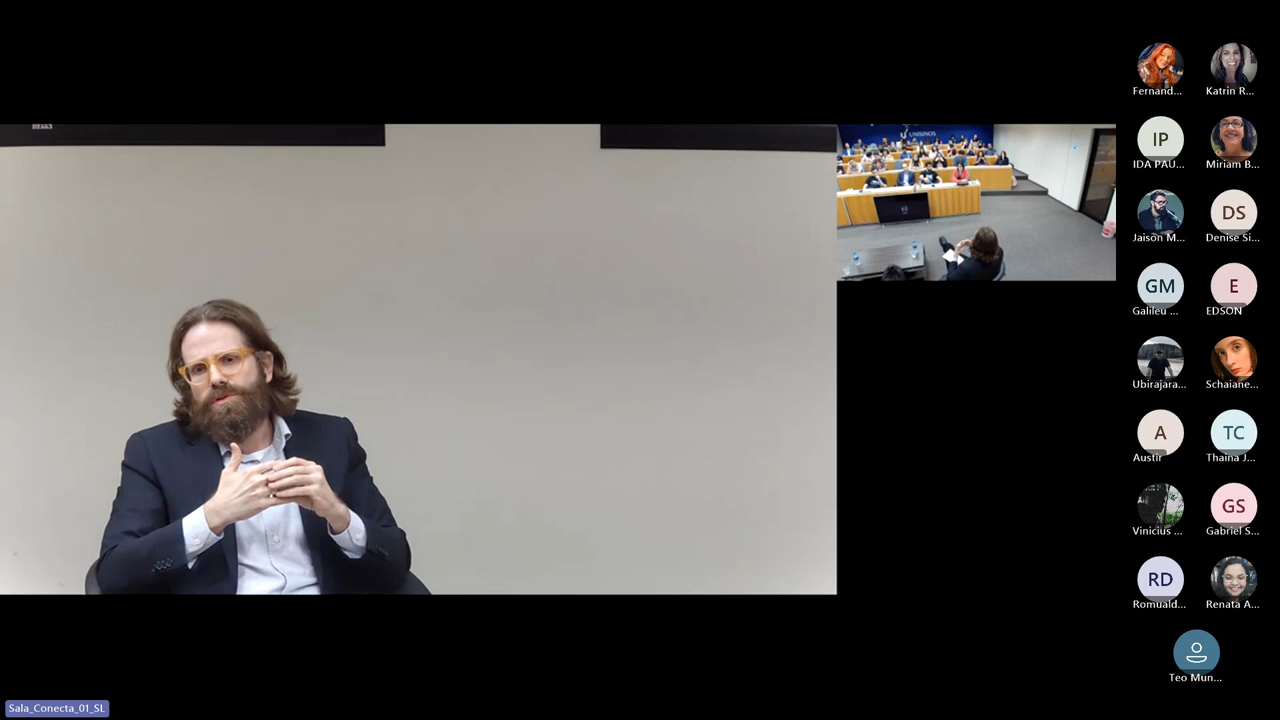 UNISINOS
Fernand...
Katrin R...
IP
IDA PAU...
Miriam B...
Jaison M...
DS
Denise Si...
GM
Galileu ...
E
EDSON
Ubirajara...
Schaiane...
A
Austir
TC
Thaina J...
Vinicius ...
GS
Gabriel S...
RD
Romuald...
Renata A...
Teo Mun...
Sala_Conecta_01_SL